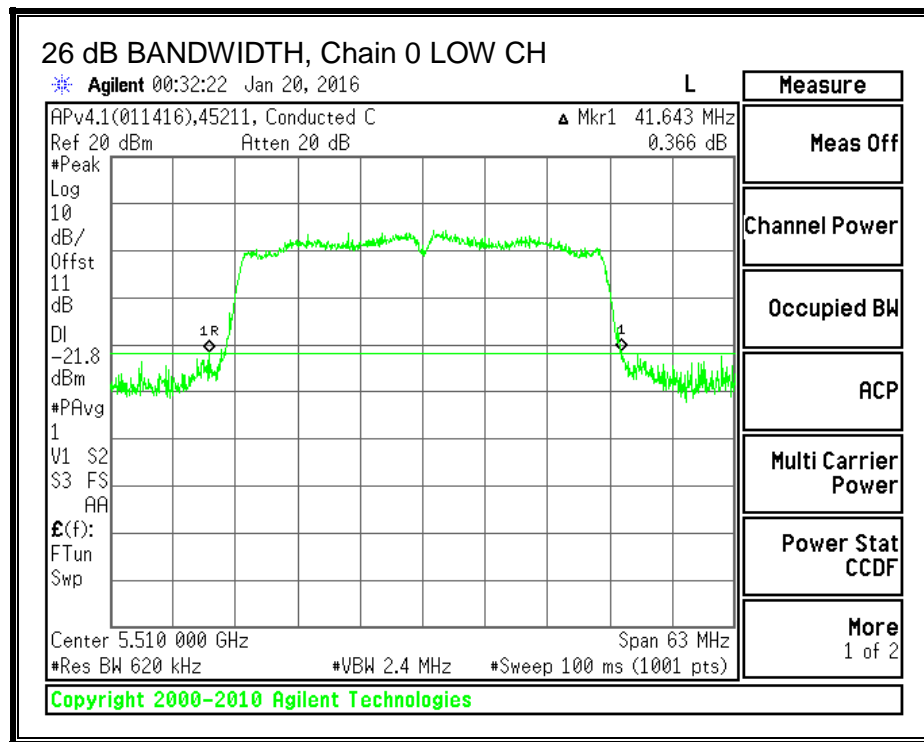 26 dB BANDWIDTH, Chain 0 LOW CH
Agilent 00:32:22 Jan 20, 2016 L
APv4.1(011416),45211, Conducted C
Δ Mkr1 41.643 MHz
Ref 20 dBm Atten 20 dB 0.366 dB
#Peak
Log
10
dB/
Offst
11
dB
DI
-21.8
dBm
#PAvg
1
V1 S2
S3 FS
AA
£(f):
FTun
Swp
1R
1
Center 5.510 000 GHz Span 63 MHz
#Res BW 620 kHz #VBW 2.4 MHz #Sweep 100 ms (1001 pts)
Copyright 2000-2010 Agilent Technologies
Measure
Meas Off
Channel Power
Occupied BW
ACP
Multi Carrier
Power
Power Stat
CCDF
More
1 of 2